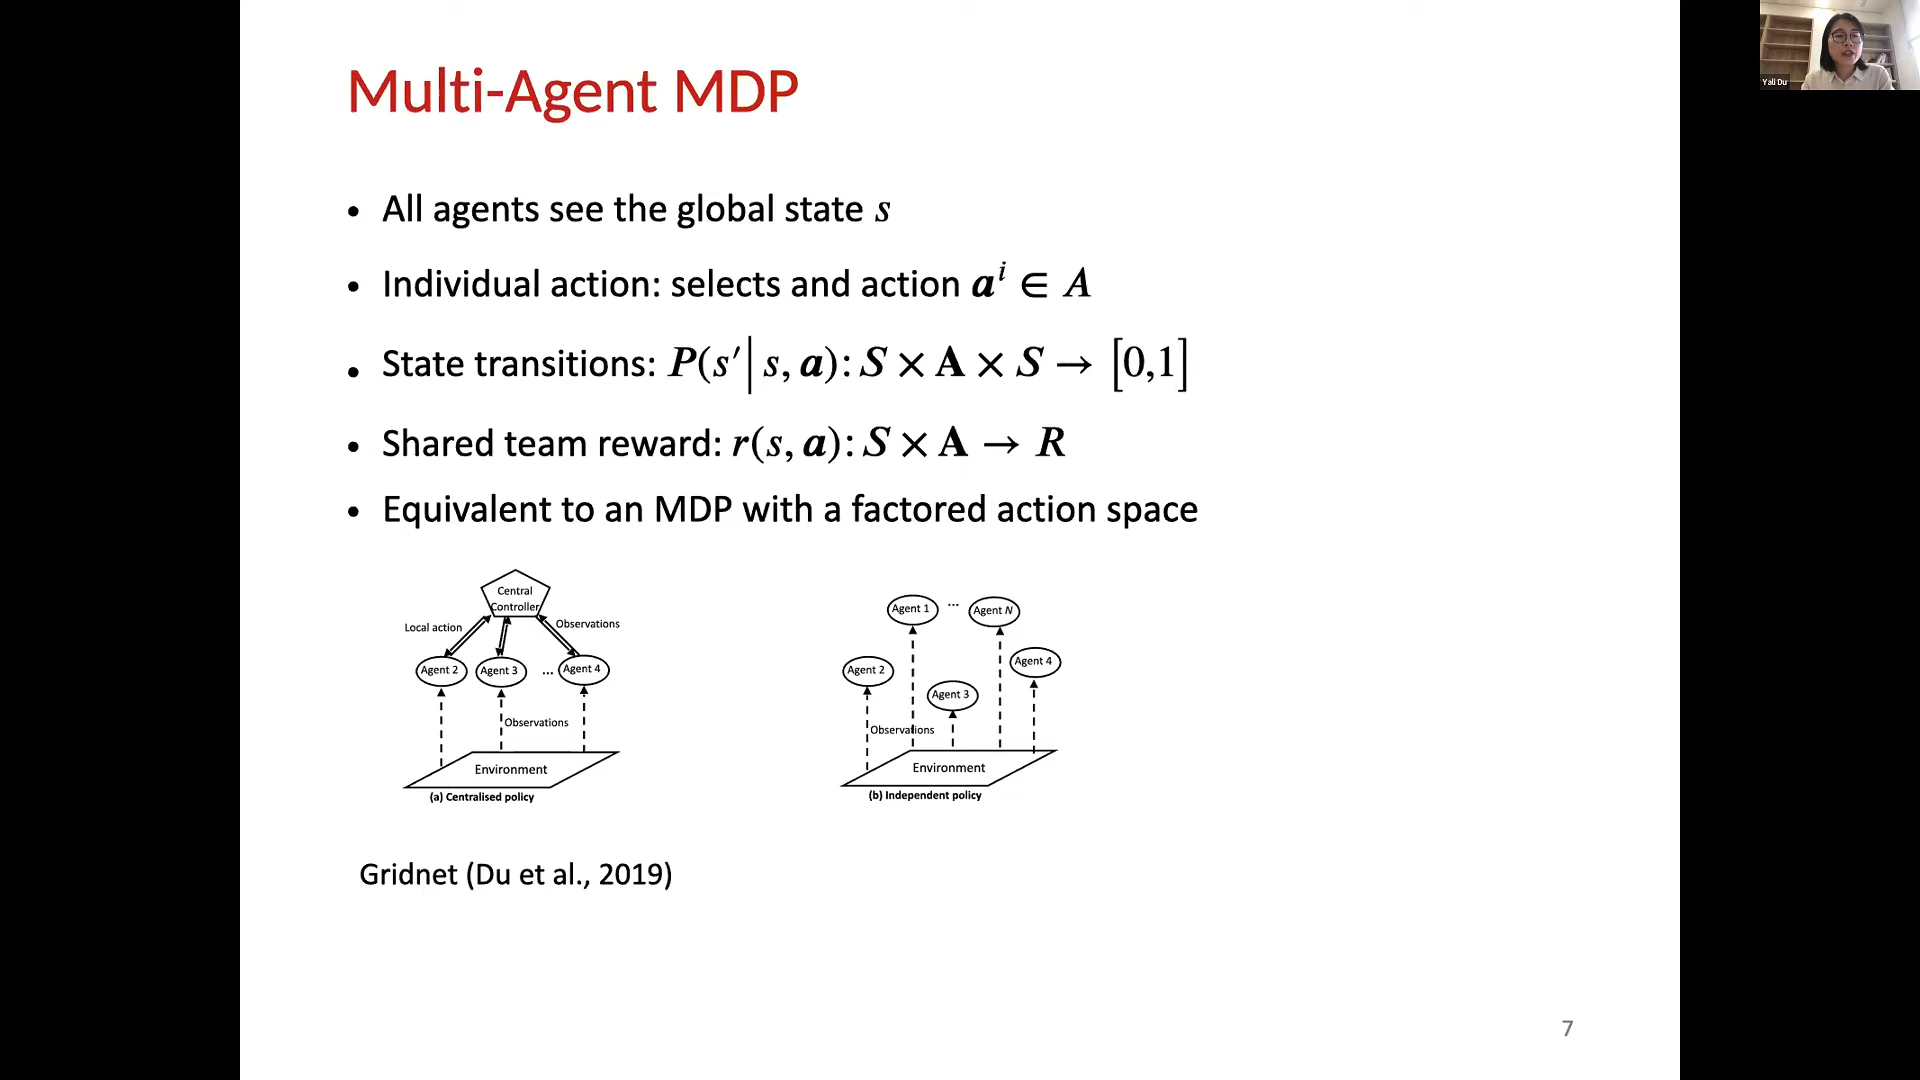 Multi-Agent MDP
Yali Du
• All agents see the global state s
• Individual action: selects and action aⁱ ∈ A
• State transitions: P(s′ | s, a): S × A × S → [0,1]
• Shared team reward: r(s, a): S × A → R
• Equivalent to an MDP with a factored action space
Central
Controller
Local action
Observations
Agent 2
Agent 3
...
Agent 4
Observations
Environment
(a) Centralised policy
Agent 1
...
Agent N
Agent 2
Agent 3
Agent 4
Observations
Environment
(b) Independent policy
Gridnet (Du et al., 2019)
7